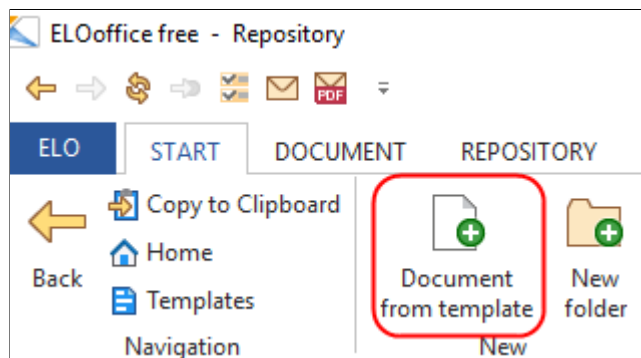 ELOoffice free - Repository
PDF
ELO START DOCUMENT REPOSITORY
Copy to Clipboard
Home
Templates
Back
Navigation
Document
from template
New
folder
New